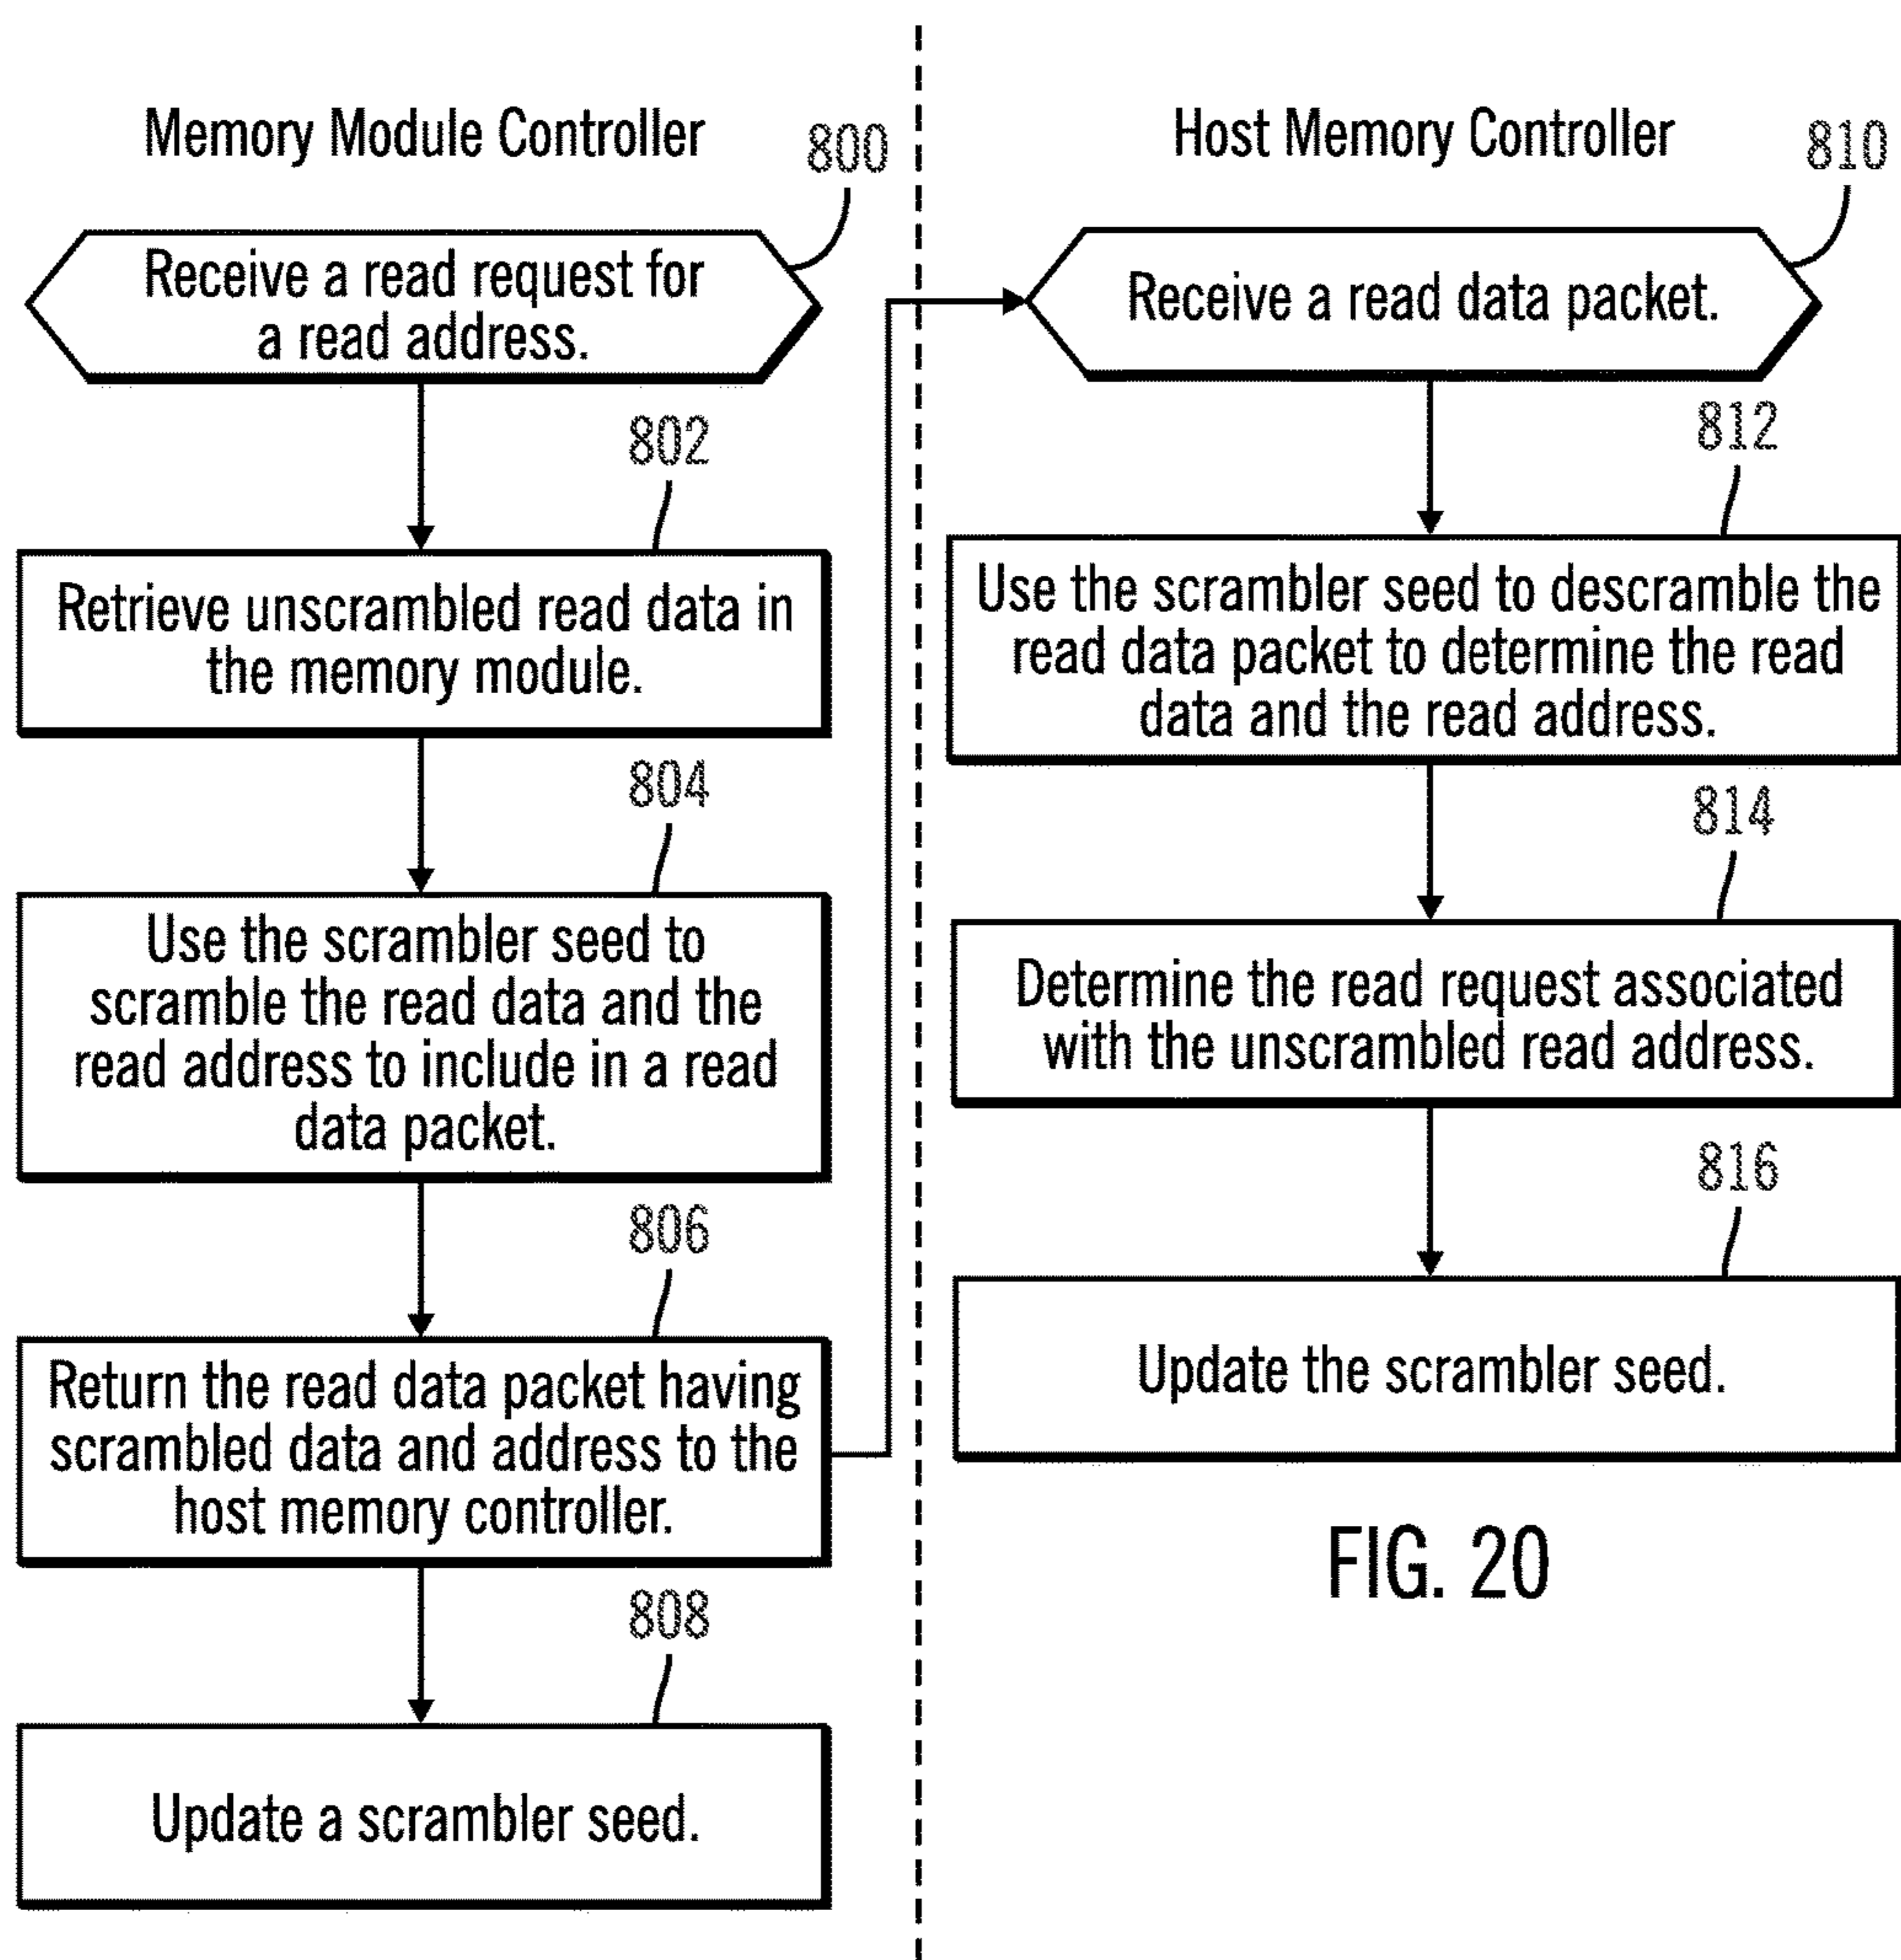 Memory Module Controller
800
Receive a read request for
a read address.
802
Retrieve unscrambled read data in
the memory module.
804
Use the scrambler seed to
scramble the read data and the
read address to include in a read
data packet.
806
Return the read data packet having
scrambled data and address to the
host memory controller.
808
Update a scrambler seed.
Host Memory Controller
810
Receive a read data packet.
812
Use the scrambler seed to descramble the
read data packet to determine the read
data and the read address.
814
Determine the read request associated
with the unscrambled read address.
816
Update the scrambler seed.
FIG. 20